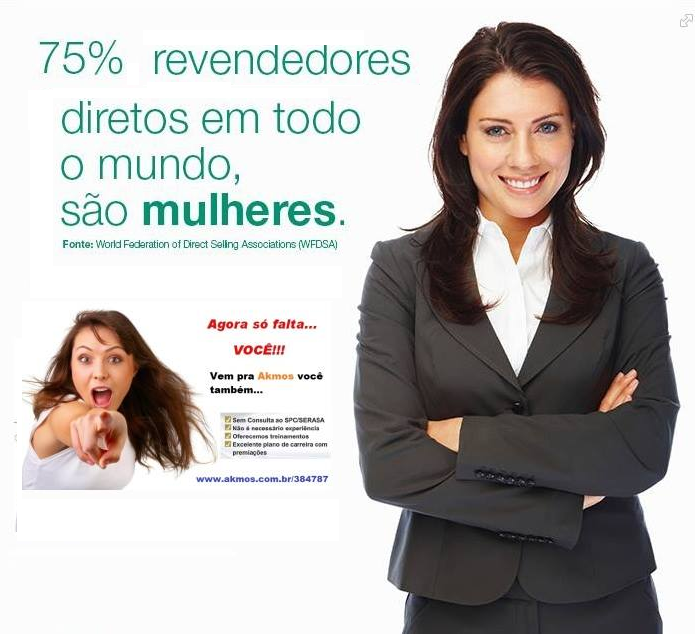 75% revendedores
diretos em todo
o mundo,
são mulheres.
Fonte: World Federation of Direct Selling Associations (WFDSA)
Agora só falta...
VOCÊ!!!
Vem pra Akmos você
também...
Sem Consulta ao SPC/SERASA
Não é necessário experiência
Oferecemos treinamentos
Excelente plano de carreira com
premiações
www.akmos.com.br/384787